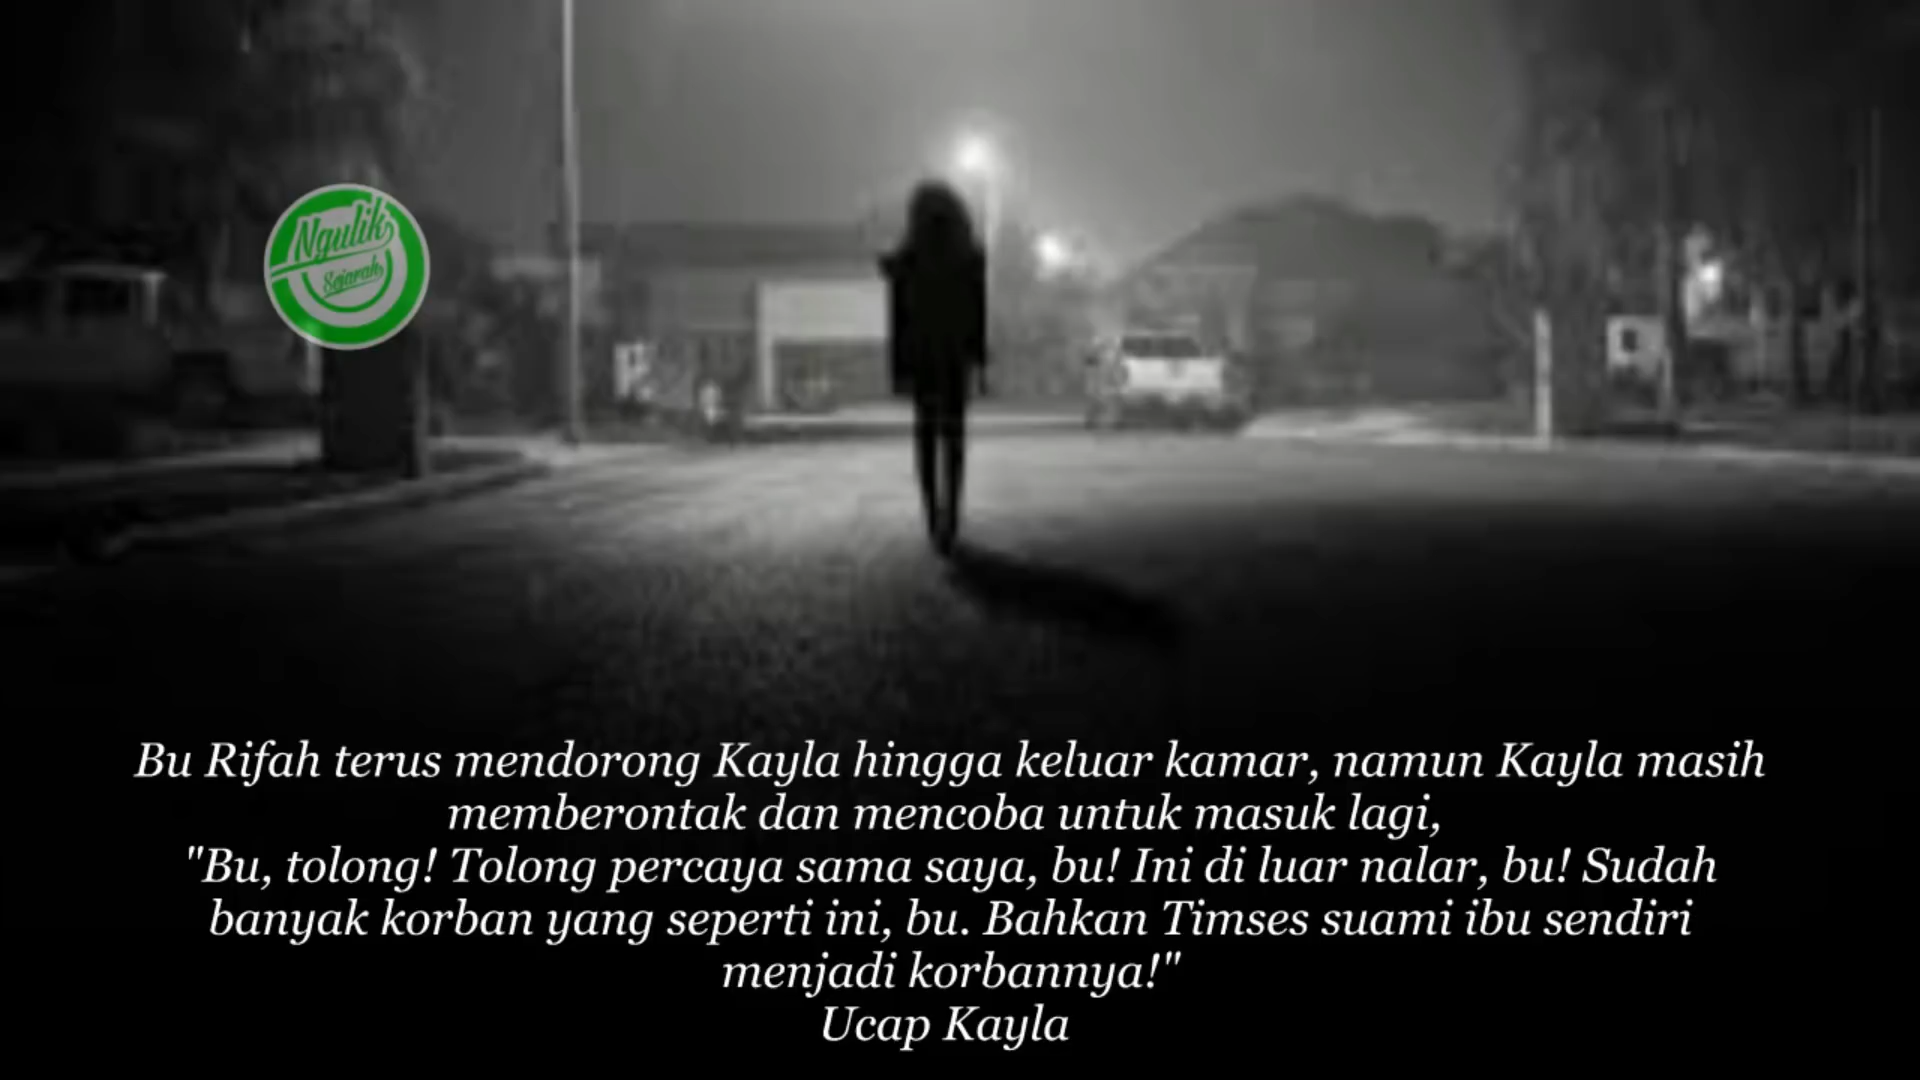 Ngulik
Sejarah
Bu Rifah terus mendorong Kayla hingga keluar kamar, namun Kayla masih
memberontak dan mencoba untuk masuk lagi,
"Bu, tolong! Tolong percaya sama saya, bu! Ini di luar nalar, bu! Sudah
banyak korban yang seperti ini, bu. Bahkan Timses suami ibu sendiri
menjadi korbannya!"
Ucap Kayla